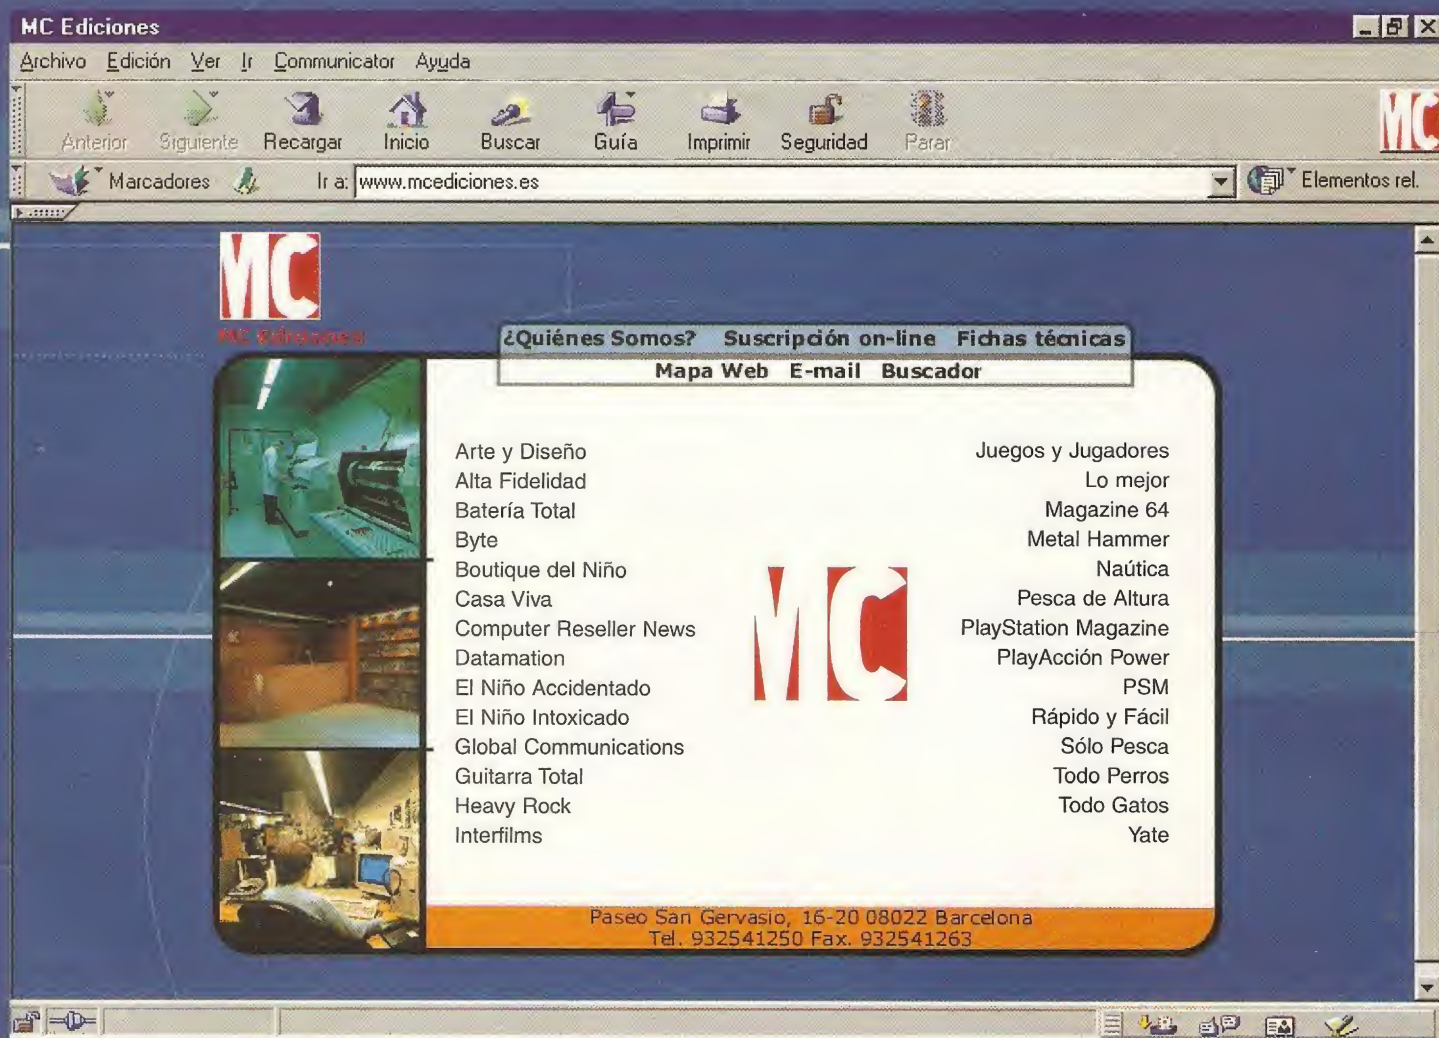 MC Ediciones
Archivo Edición Ver Ir Communicator Ayuda
Anterior Siguiente Recargar Inicio Buscar Guía Imprimir Seguridad Parar
MC
Marcadores Ir a: www.mcediciones.es Elementos rel.
MC
MC Ediciones
¿Quiénes Somos? Suscripción on-line Fichas técnicas
Mapa Web E-mail Buscador
Arte y Diseño
Alta Fidelidad
Batería Total
Byte
Boutique del Niño
Casa Viva
Computer Reseller News
Datamation
El Niño Accidentado
El Niño Intoxicado
Global Communications
Guitarra Total
Heavy Rock
Interfilms
MC
Juegos y Jugadores
Lo mejor
Magazine 64
Metal Hammer
Naútica
Pesca de Altura
PlayStation Magazine
PlayAcción Power
PSM
Rápido y Fácil
Sólo Pesca
Todo Perros
Todo Gatos
Yate
Paseo San Gervasio, 16-20 08022 Barcelona
Tel. 932541250 Fax. 932541263